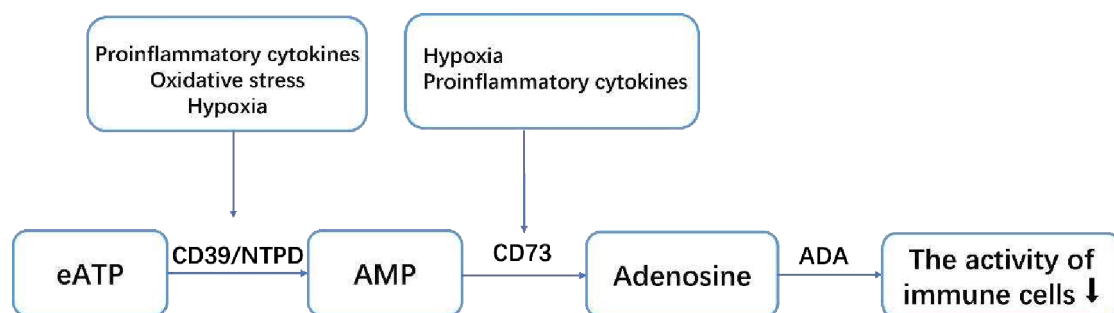 Proinflammatory cytokines
Oxidative stress
Hypoxia
Hypoxia
Proinflammatory cytokines
eATP
CD39/NTPD
AMP
CD73
Adenosine
ADA
The activity of
immune cells ⬇